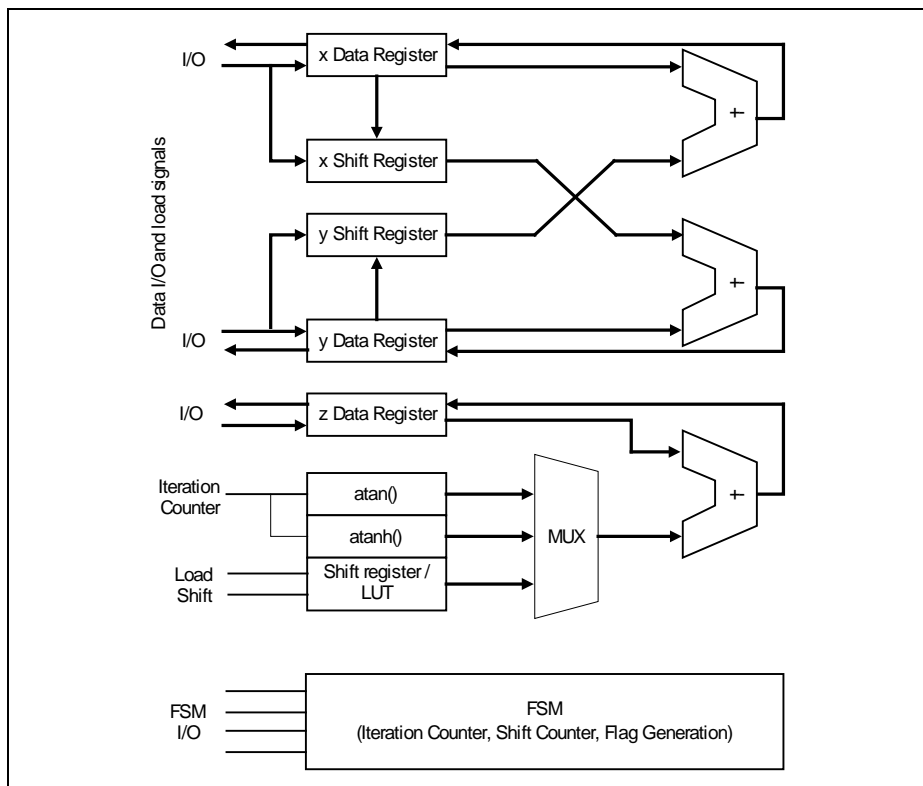 I/O
x Data Register
x Shift Register
y Shift Register
y Data Register
I/O
Data I/O and load signals
I/O
z Data Register
Iteration
Counter
atan()
atanh()
Shift register /
LUT
Load
Shift
MUX
FSM
I/O
FSM
(Iteration Counter, Shift Counter, Flag Generation)